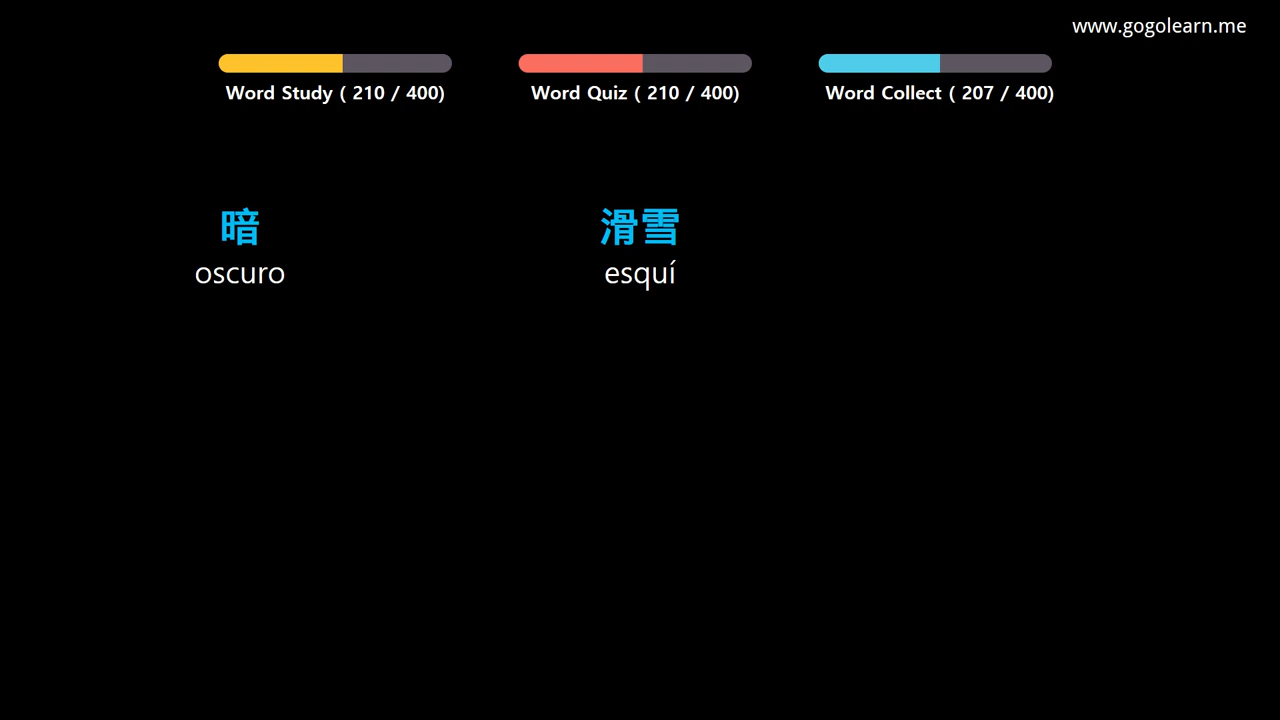 www.gogolearn.me
Word Study ( 210 / 400)
Word Quiz ( 210 / 400)
Word Collect ( 207 / 400)
暗
oscuro
滑雪
esquí